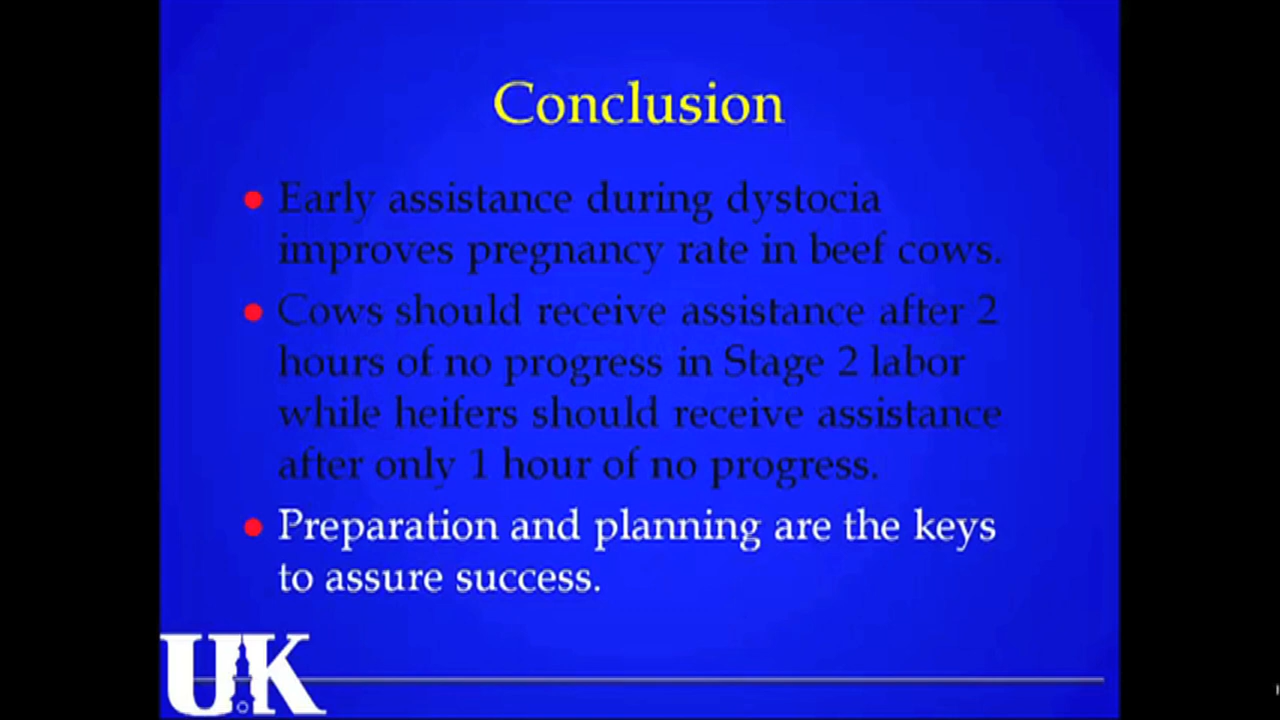 Conclusion
• Early assistance during dystocia
improves pregnancy rate in beef cows.
• Cows should receive assistance after 2
hours of no progress in Stage 2 labor
while heifers should receive assistance
after only 1 hour of no progress.
• Preparation and planning are the keys
to assure success.
UK